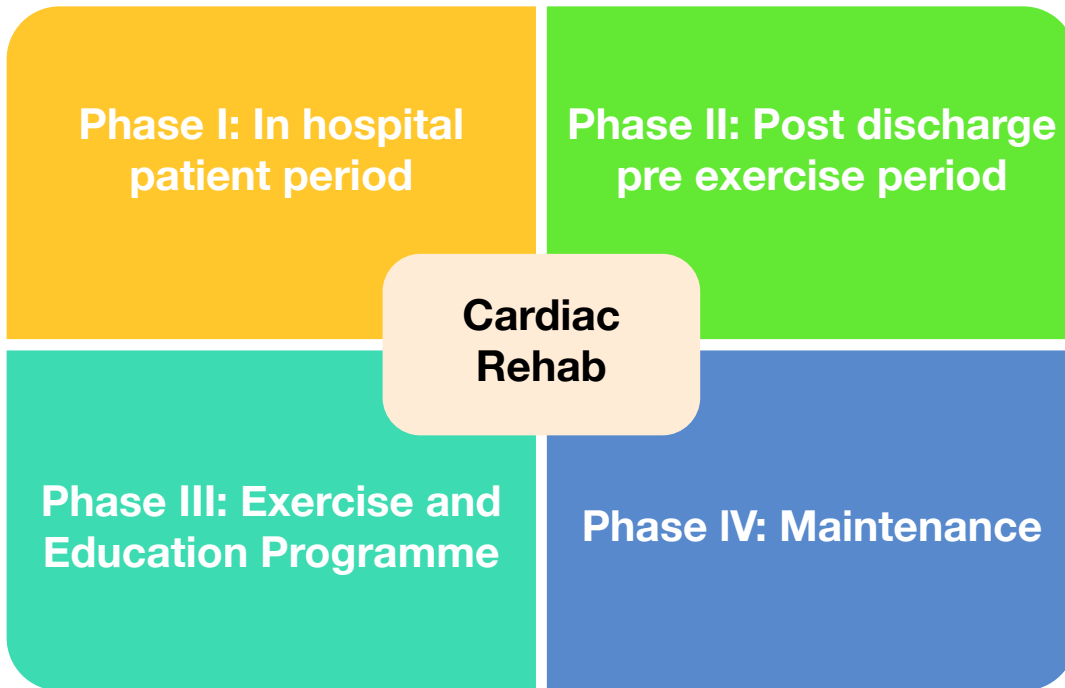 Phase I: In hospital
patient period
Phase II: Post discharge
pre exercise period
Cardiac
Rehab
Phase III: Exercise and
Education Programme
Phase IV: Maintenance